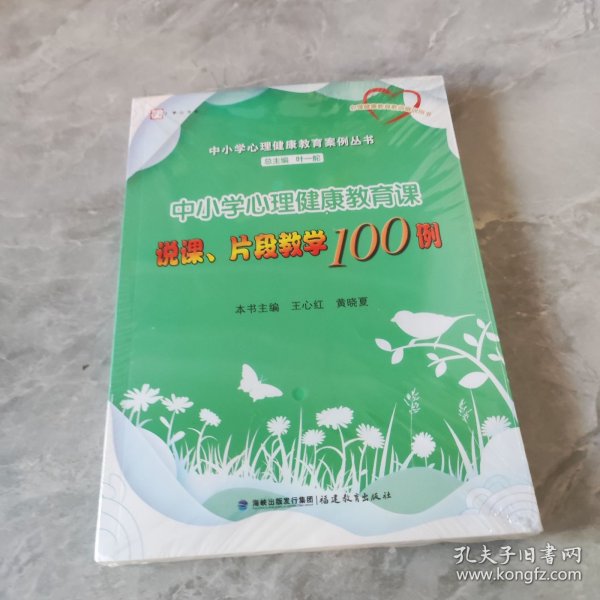 中小学心理健康教育案例丛书
总主编 叶一舵
中小学心理健康教育课
说课、片段教学100例
本书主编 王心红 黄晓夏
海峡出版发行集团 福建教育出版社
孔夫子旧书网
www.kongfz.com